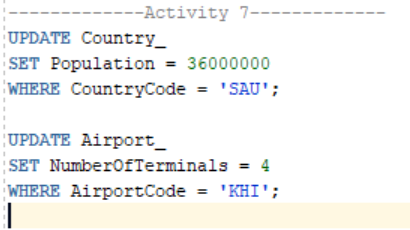 -------------Activity 7-------------
UPDATE Country_
SET Population = 36000000
WHERE CountryCode = 'SAU';
UPDATE Airport_
SET NumberOfTerminals = 4
WHERE AirportCode = 'KHI';